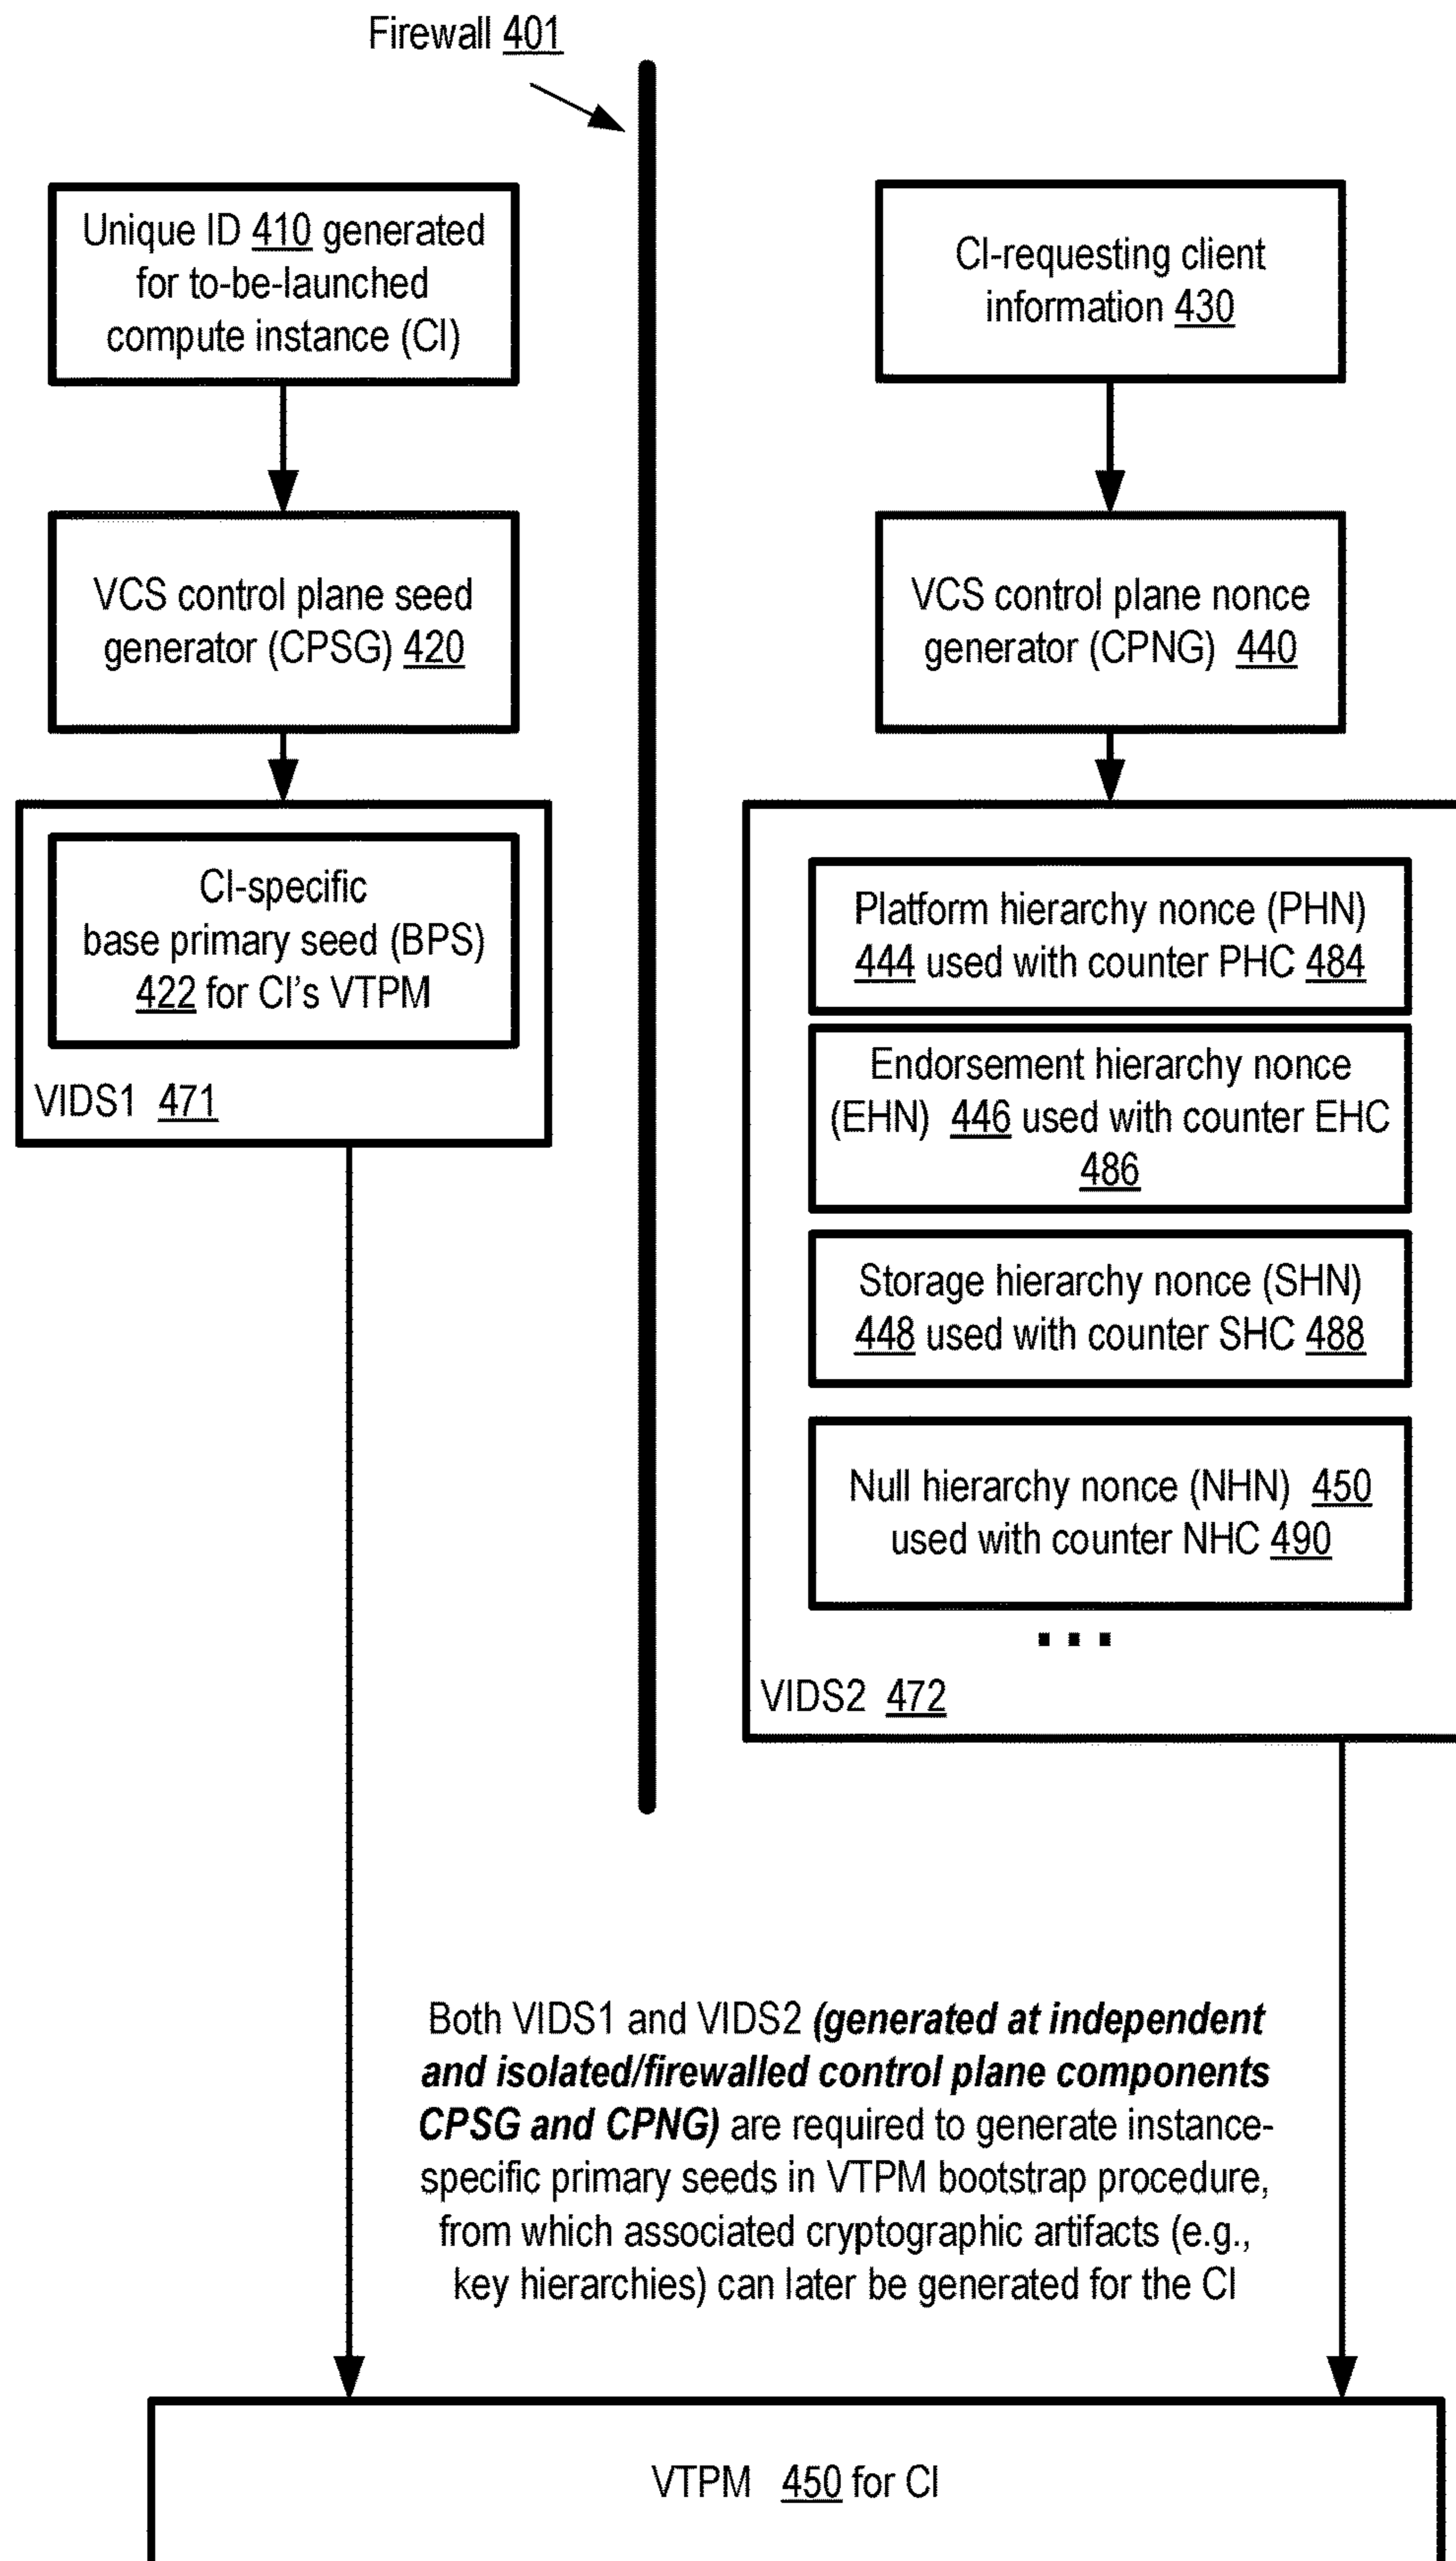 Firewall 401
Unique ID 410 generated
for to-be-launched
compute instance (CI)
CI-requesting client
information 430
VCS control plane seed
generator (CPSG) 420
VCS control plane nonce
generator (CPNG) 440
CI-specific
base primary seed (BPS)
422 for CI's VTPM
VIDS1 471
Platform hierarchy nonce (PHN)
444 used with counter PHC 484
Endorsement hierarchy nonce
(EHN) 446 used with counter EHC
486
Storage hierarchy nonce (SHN)
448 used with counter SHC 488
Null hierarchy nonce (NHN) 450
used with counter NHC 490
...
VIDS2 472
Both VIDS1 and VIDS2 (generated at independent
and isolated/firewalled control plane components
CPSG and CPNG) are required to generate instance-
specific primary seeds in VTPM bootstrap procedure,
from which associated cryptographic artifacts (e.g.,
key hierarchies) can later be generated for the CI
VTPM 450 for CI